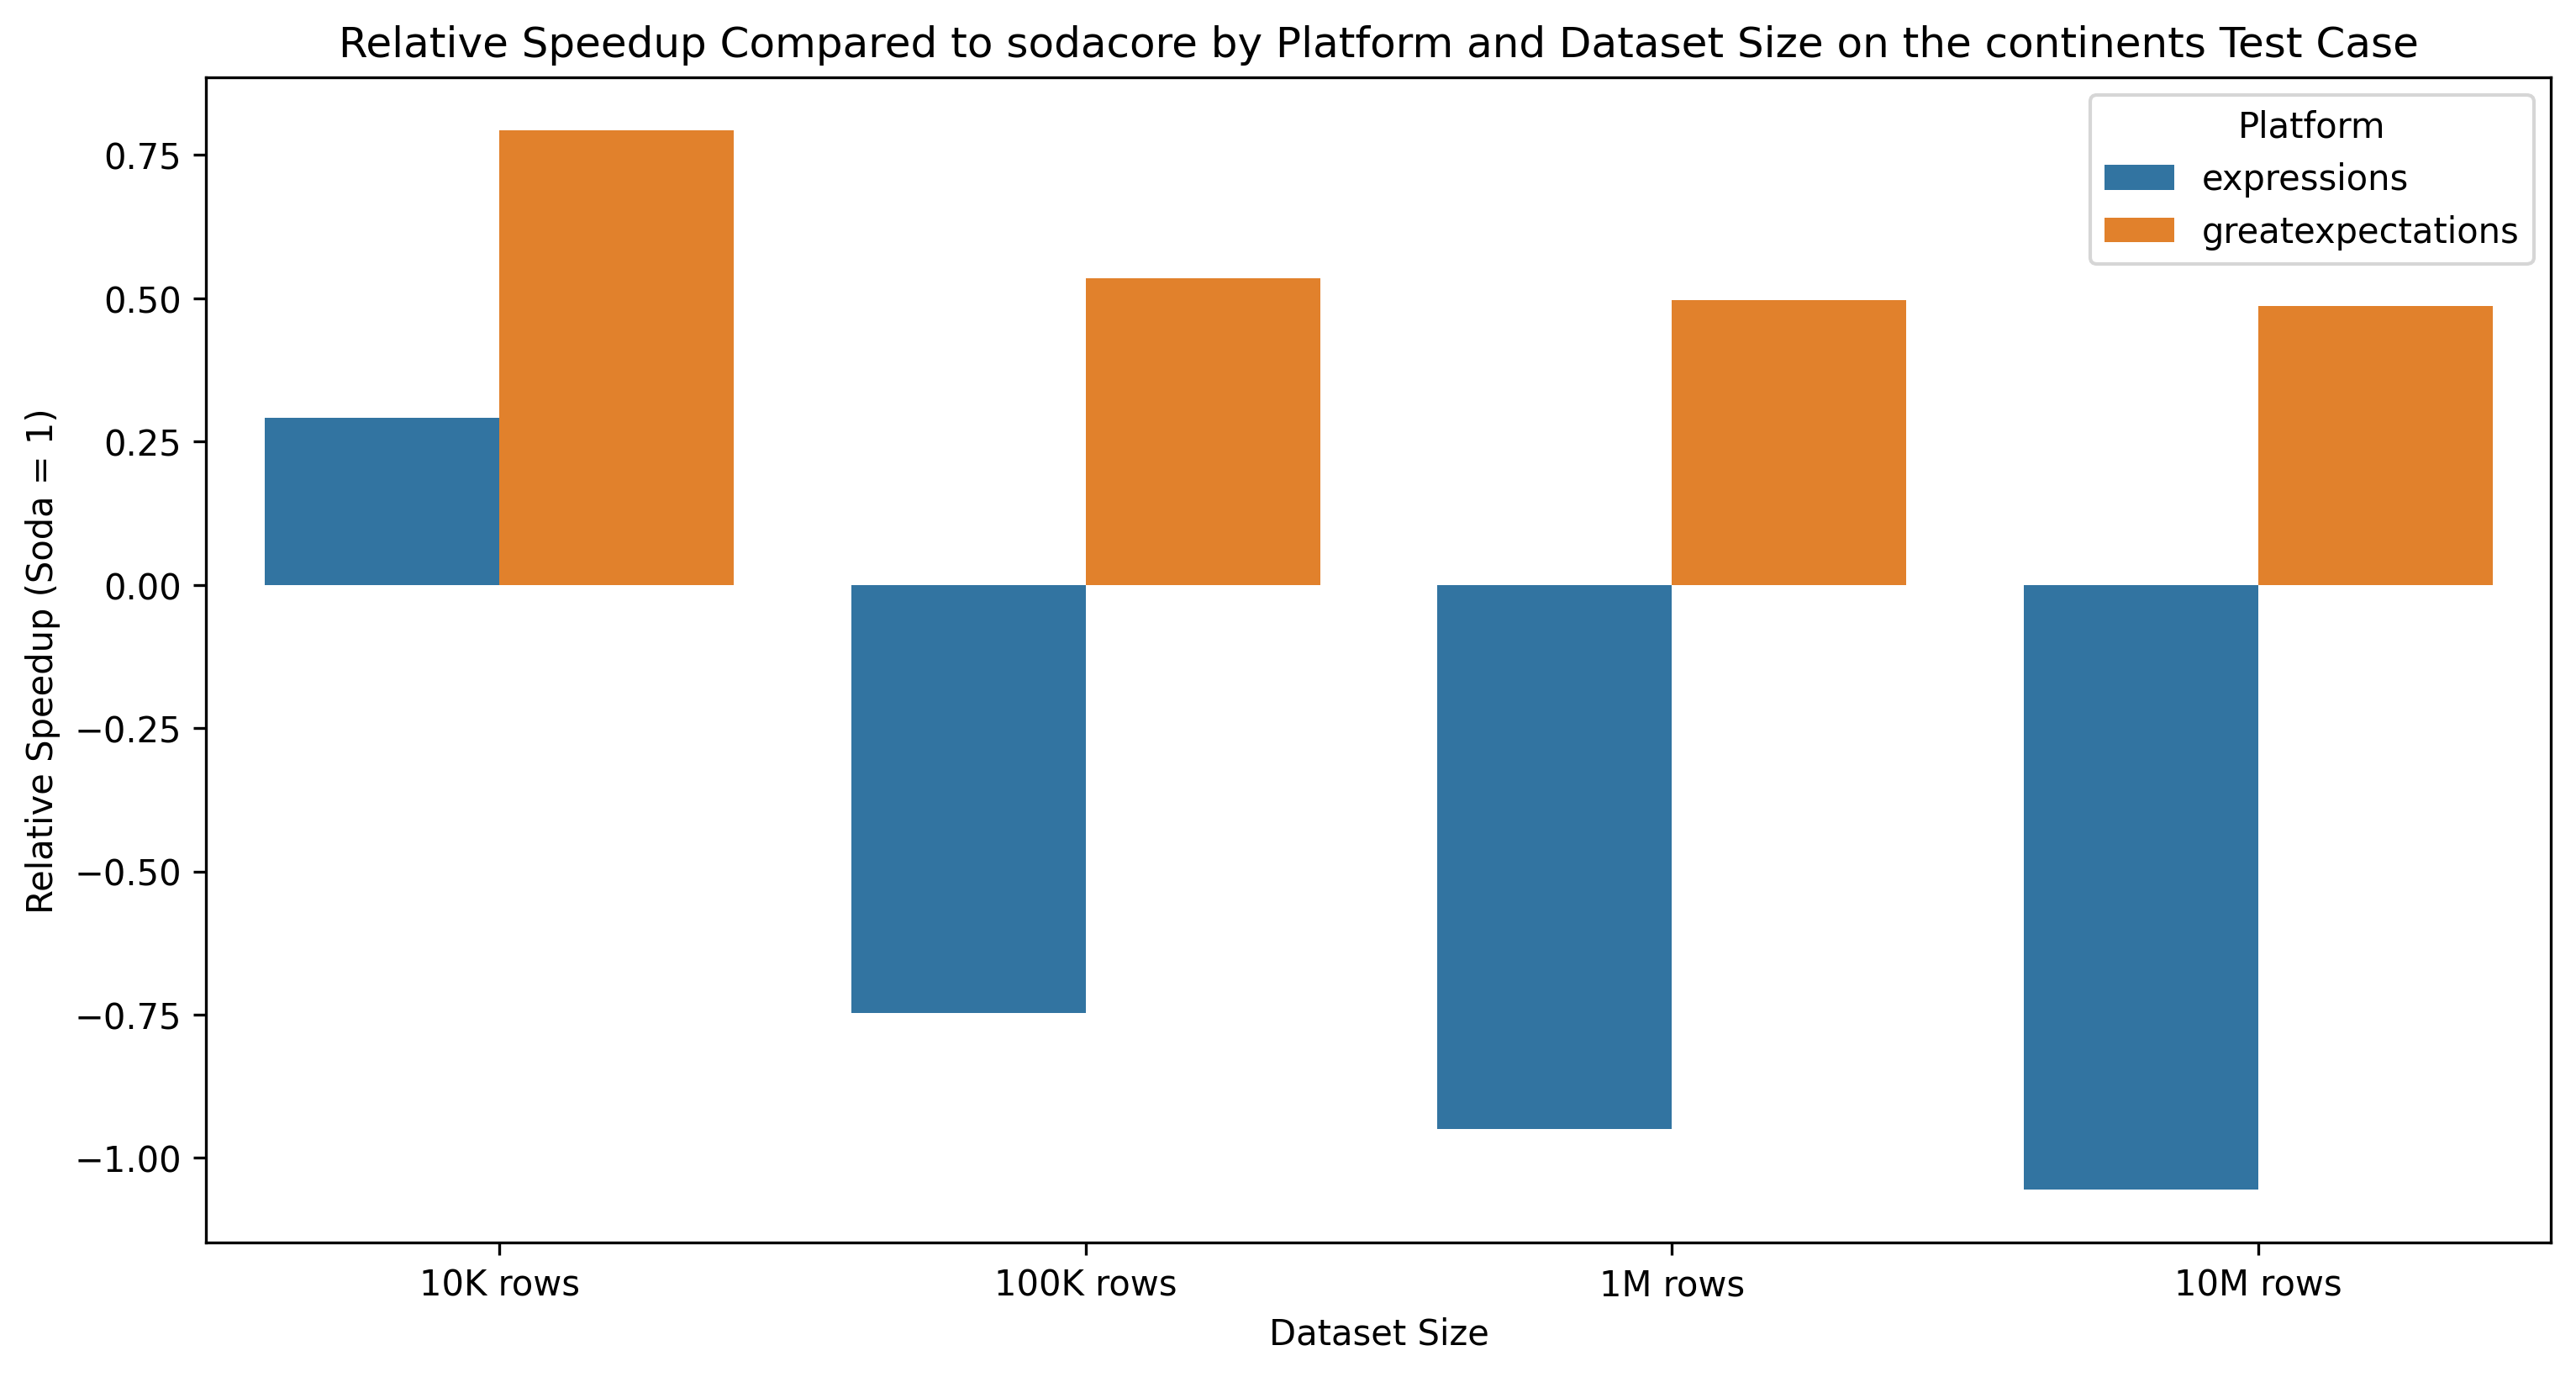 Relative Speedup Compared to sodacore by Platform and Dataset Size on the continents Test Case
Platform
expressions
greatexpectations
Relative Speedup (Soda = 1)
0.75
0.50
0.25
0.00
−0.25
−0.50
−0.75
−1.00
10K rows
100K rows
1M rows
10M rows
Dataset Size